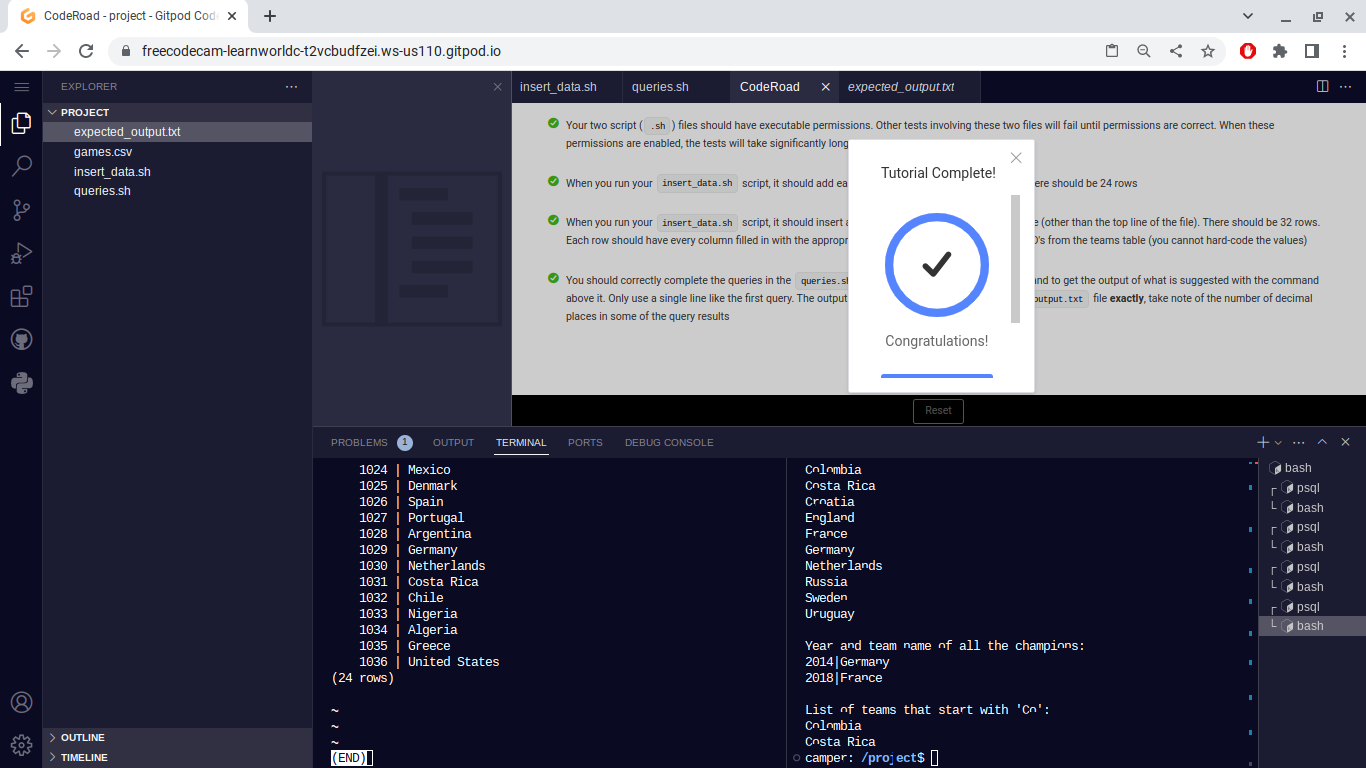 CodeRoad - project - Gitpod Cod
freecodecam-learnworldc-t2vcbudfzei.ws-us110.gitpod.io
EXPLORER
PROJECT
expected_output.txt
games.csv
insert_data.sh
queries.sh
OUTLINE
TIMELINE
insert_data.sh
queries.sh
CodeRoad
expected_output.txt
Your two script ( .sh ) files should have executable permissions. Other tests involving these two files will fail until permissions are correct. When these
permissions are enabled, the tests will take significantly long
When you run your insert_data.sh script, it should add ea ere should be 24 rows
When you run your insert_data.sh script, it should insert a e (other than the top line of the file). There should be 32 rows.
Each row should have every column filled in with the appropr D's from the teams table (you cannot hard-code the values)
You should correctly complete the queries in the queries.sh and to get the output of what is suggested with the command
above it. Only use a single line like the first query. The output output.txt file exactly, take note of the number of decimal
places in some of the query results
Tutorial Complete!
Congratulations!
Reset
PROBLEMS 1 OUTPUT TERMINAL PORTS DEBUG CONSOLE
1024 | Mexico
1025 | Denmark
1026 | Spain
1027 | Portugal
1028 | Argentina
1029 | Germany
1030 | Netherlands
1031 | Costa Rica
1032 | Chile
1033 | Nigeria
1034 | Algeria
1035 | Greece
1036 | United States
(24 rows)
~
~
~
(END)
Colombia
Costa Rica
Croatia
England
France
Germany
Netherlands
Russia
Sweden
Uruguay
Year and team name of all the champions:
2014|Germany
2018|France
List of teams that start with 'Co':
Colombia
Costa Rica
camper: /project$
bash
psql
bash
psql
bash
psql
bash
psql
bash